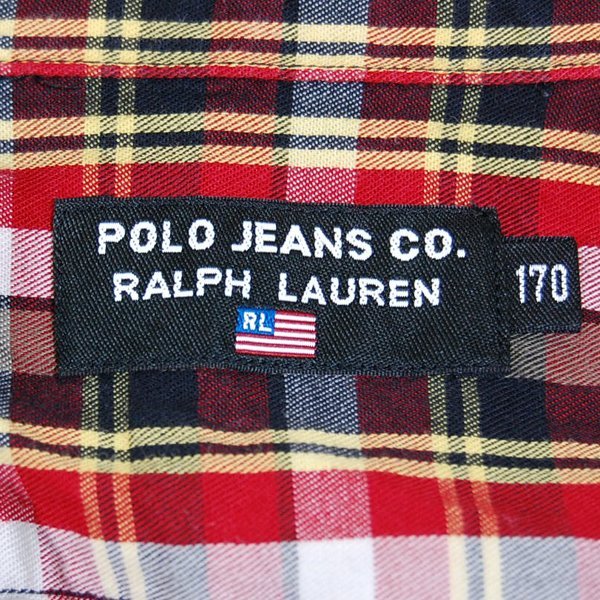 POLO JEANS CO.
RALPH LAUREN
RL
170